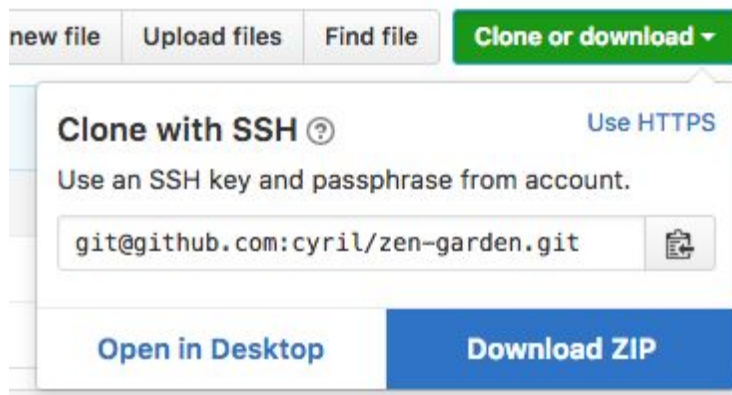 new file Upload files Find file Clone or download
Clone with SSH Use HTTPS
Use an SSH key and passphrase from account.
git@github.com:cyril/zen-garden.git
Open in Desktop Download ZIP